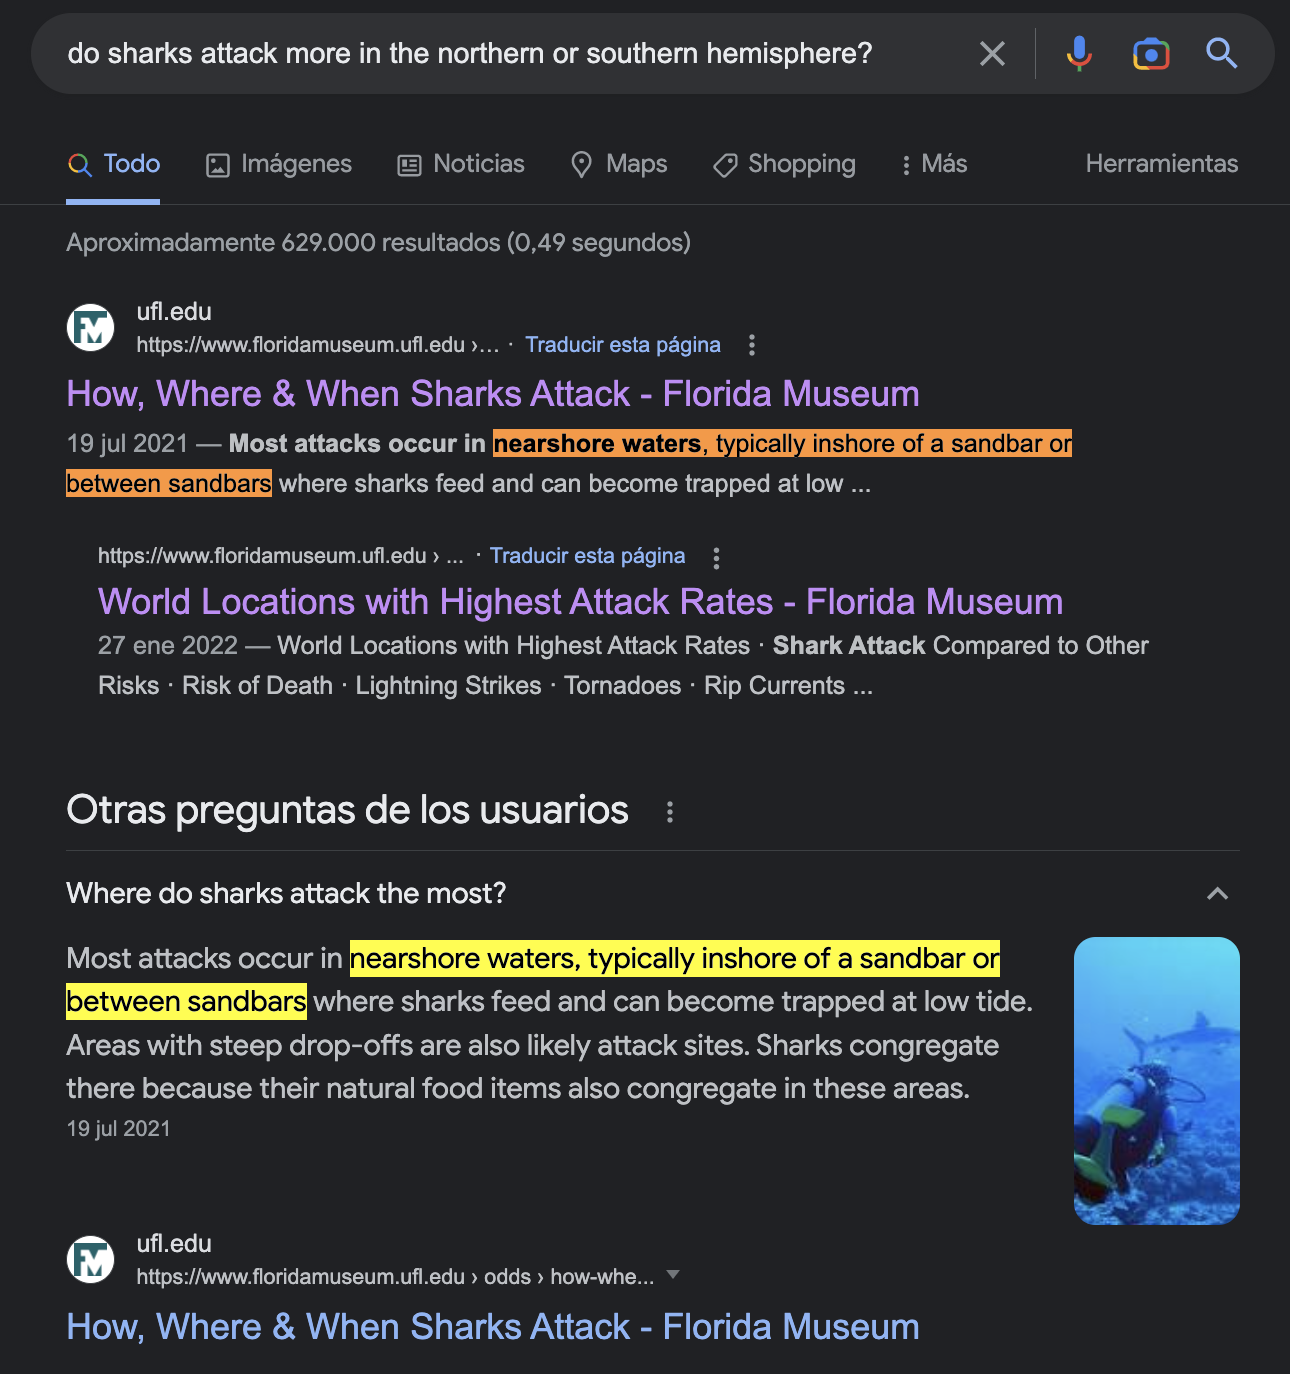 do sharks attack more in the northern or southern hemisphere?
Todo Imágenes Noticias Maps Shopping Más Herramientas
Aproximadamente 629.000 resultados (0,49 segundos)
FM
ufl.edu
https://www.floridamuseum.ufl.edu ›... · Traducir esta página
How, Where & When Sharks Attack - Florida Museum
19 jul 2021 — Most attacks occur in nearshore waters, typically inshore of a sandbar or
between sandbars where sharks feed and can become trapped at low ...
https://www.floridamuseum.ufl.edu › ... · Traducir esta página
World Locations with Highest Attack Rates - Florida Museum
27 ene 2022 — World Locations with Highest Attack Rates · Shark Attack Compared to Other
Risks · Risk of Death · Lightning Strikes · Tornadoes · Rip Currents ...
Otras preguntas de los usuarios
Where do sharks attack the most?
Most attacks occur in nearshore waters, typically inshore of a sandbar or
between sandbars where sharks feed and can become trapped at low tide.
Areas with steep drop-offs are also likely attack sites. Sharks congregate
there because their natural food items also congregate in these areas.
19 jul 2021
FM
ufl.edu
https://www.floridamuseum.ufl.edu › odds › how-whe...
How, Where & When Sharks Attack - Florida Museum